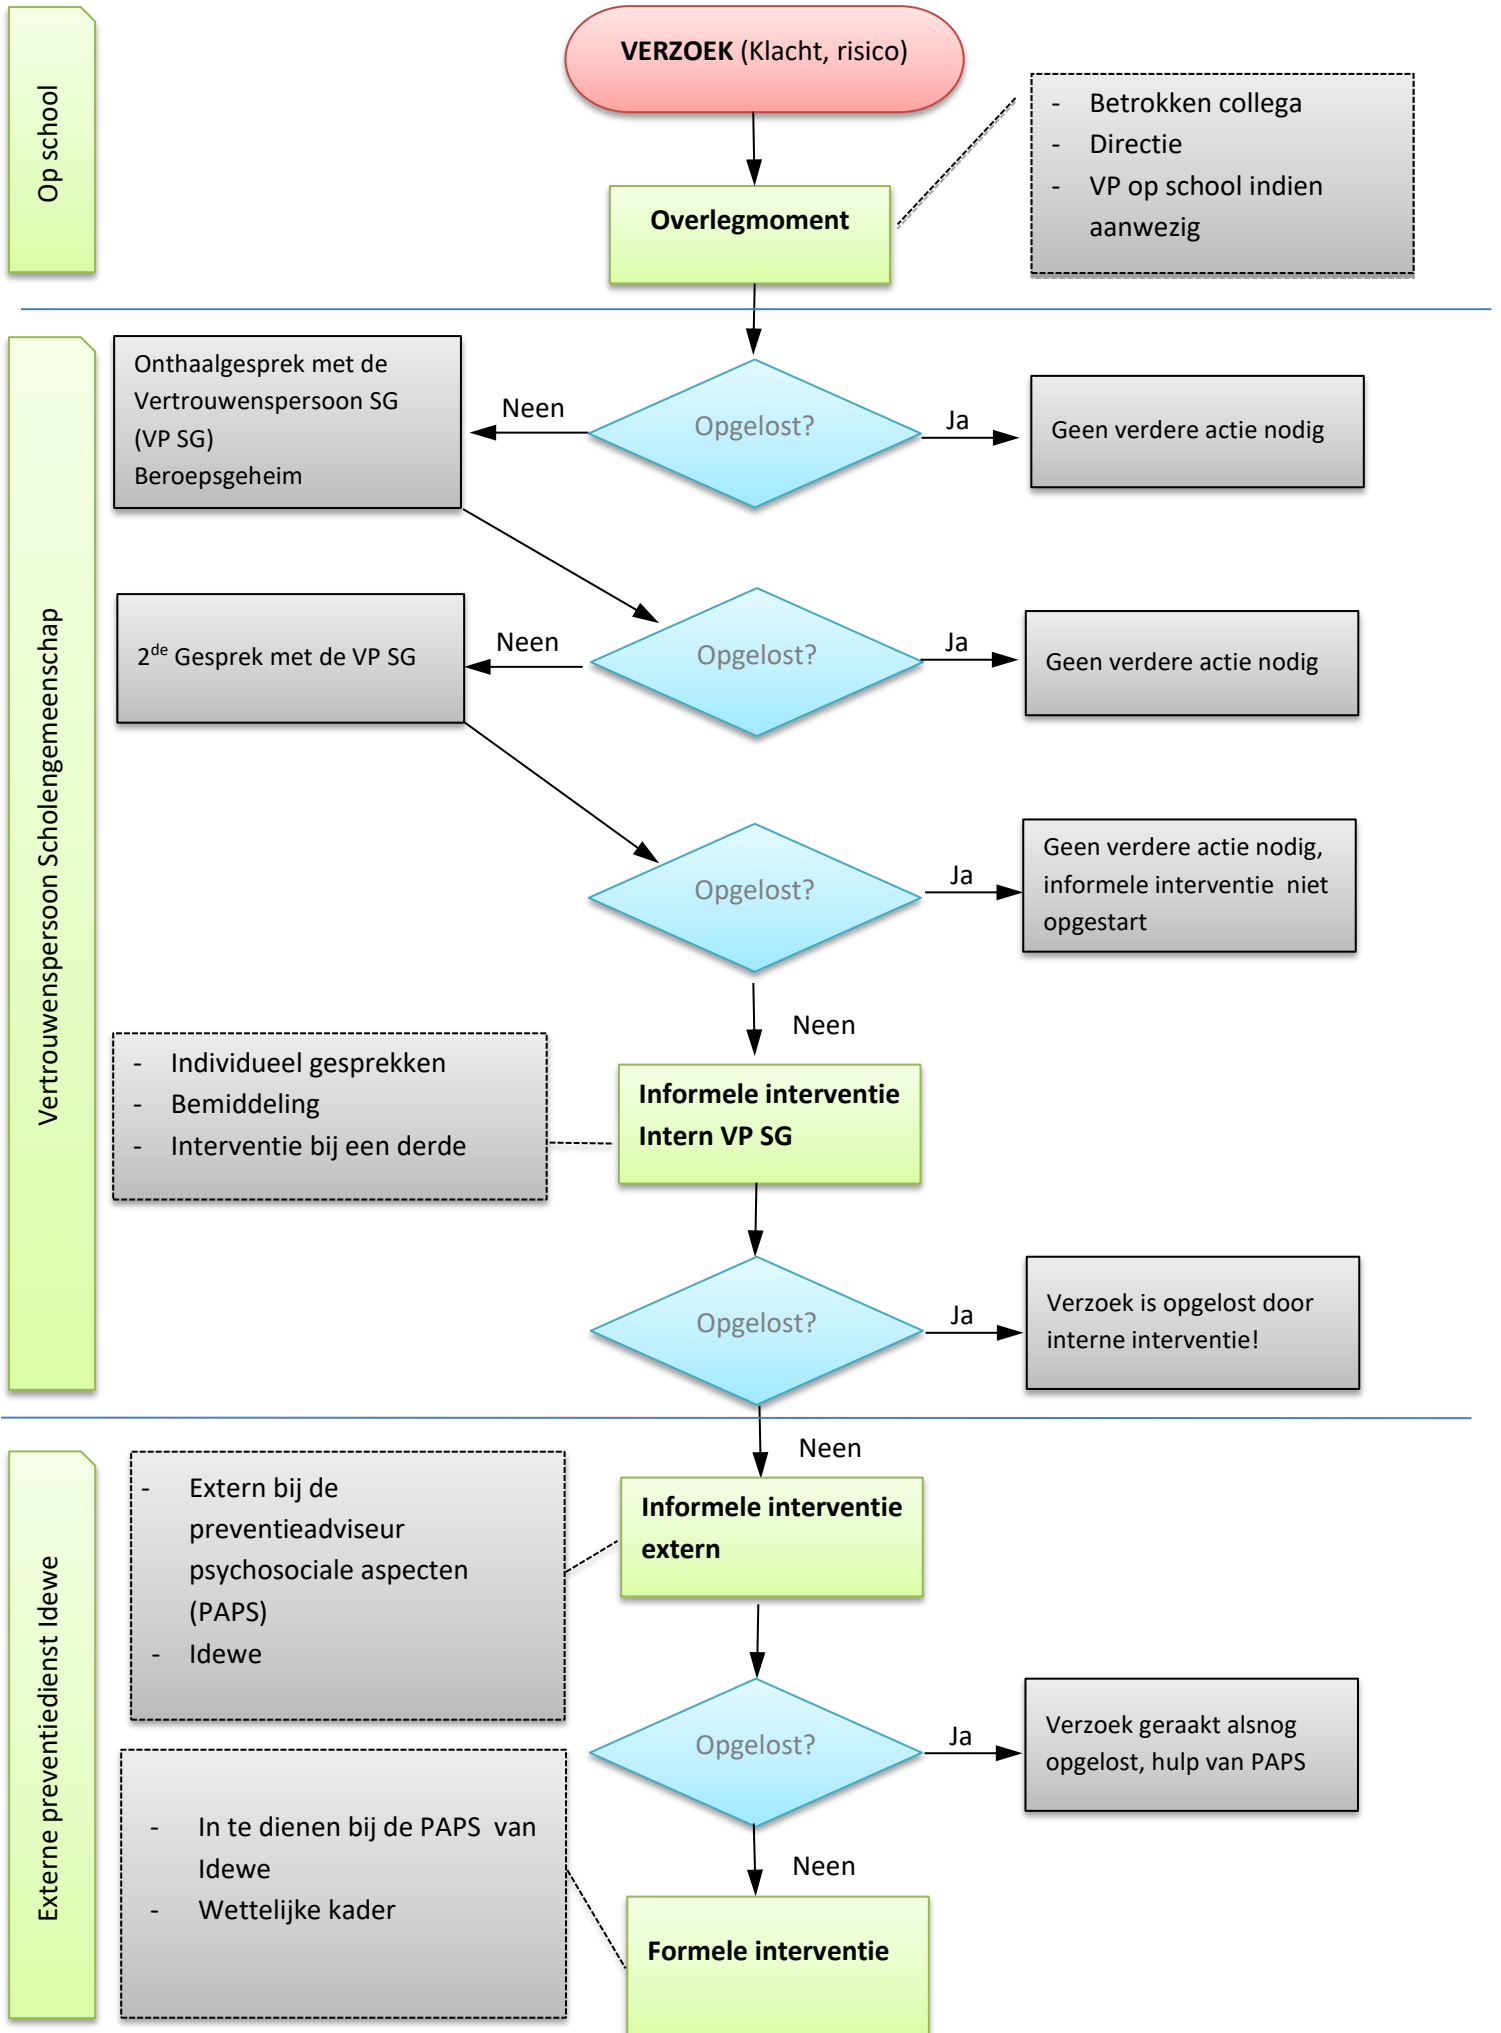 Op school
VERZOEK (Klacht, risico)
- Betrokken collega
- Directie
- VP op school indien
aanwezig
Overlegmoment
Vertrouwenspersoon Scholengemeenschap
Onthaalgesprek met de
Vertrouwenspersoon SG
(VP SG)
Beroepsgeheim
Neen
Opgelost?
Ja
Geen verdere actie nodig
2de Gesprek met de VP SG
Neen
Opgelost?
Ja
Geen verdere actie nodig
Opgelost?
Ja
Geen verdere actie nodig,
informele interventie niet
opgestart
Neen
- Individueel gesprekken
- Bemiddeling
- Interventie bij een derde
Informele interventie
Intern VP SG
Opgelost?
Ja
Verzoek is opgelost door
interne interventie!
Neen
Externe preventiedienst Idewe
- Extern bij de
preventieadviseur
psychosociale aspecten
(PAPS)
- Idewe
Informele interventie
extern
Opgelost?
Ja
Verzoek geraakt alsnog
opgelost, hulp van PAPS
Neen
- In te dienen bij de PAPS van
Idewe
- Wettelijke kader
Formele interventie